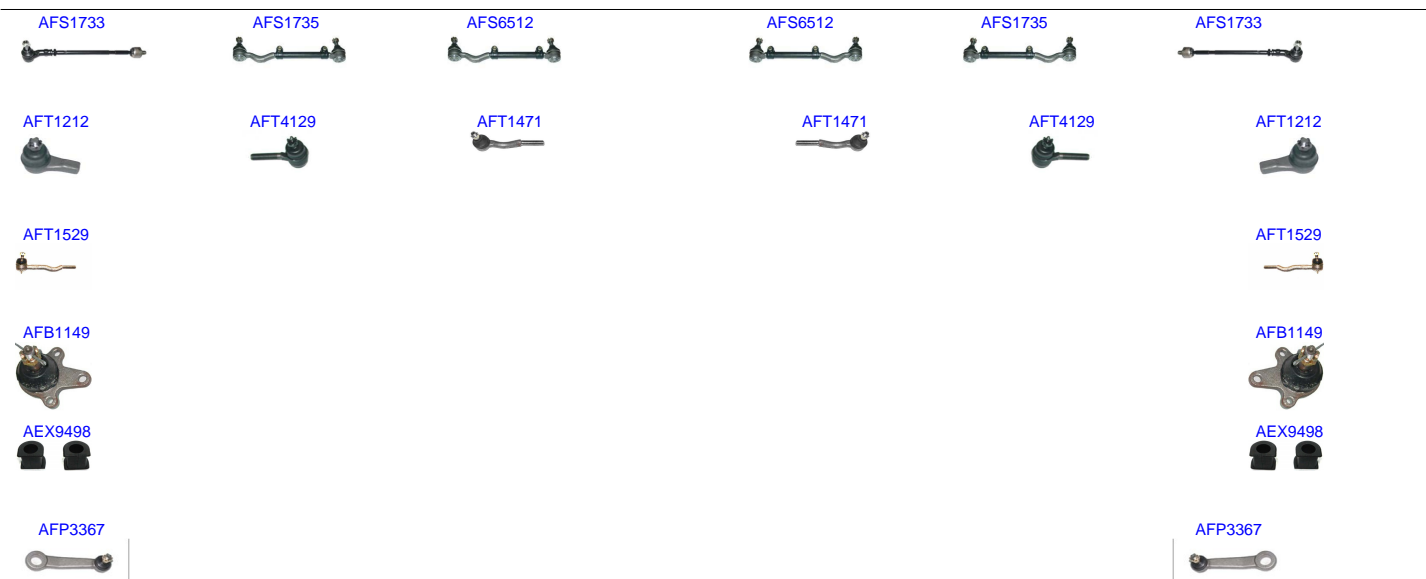 AFS1733 AFS1735 AFS6512 AFS6512 AFS1735 AFS1733
AFT1212 AFT4129 AFT1471 AFT1471 AFT4129 AFT1212
AFT1529 AFT1529
AFB1149 AFB1149
AEX9498 AEX9498
AFP3367 AFP3367